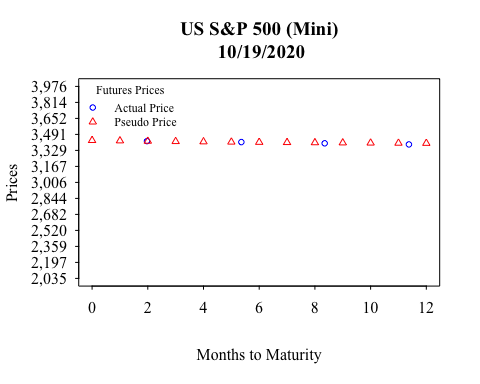 US S&P 500 (Mini)
10/19/2020
Futures Prices
Actual Price
Pseudo Price
3,976
3,814
3,652
3,491
3,329
3,167
3,006
2,844
2,682
2,520
2,359
2,197
2,035
Prices
0 2 4 6 8 10 12
Months to Maturity